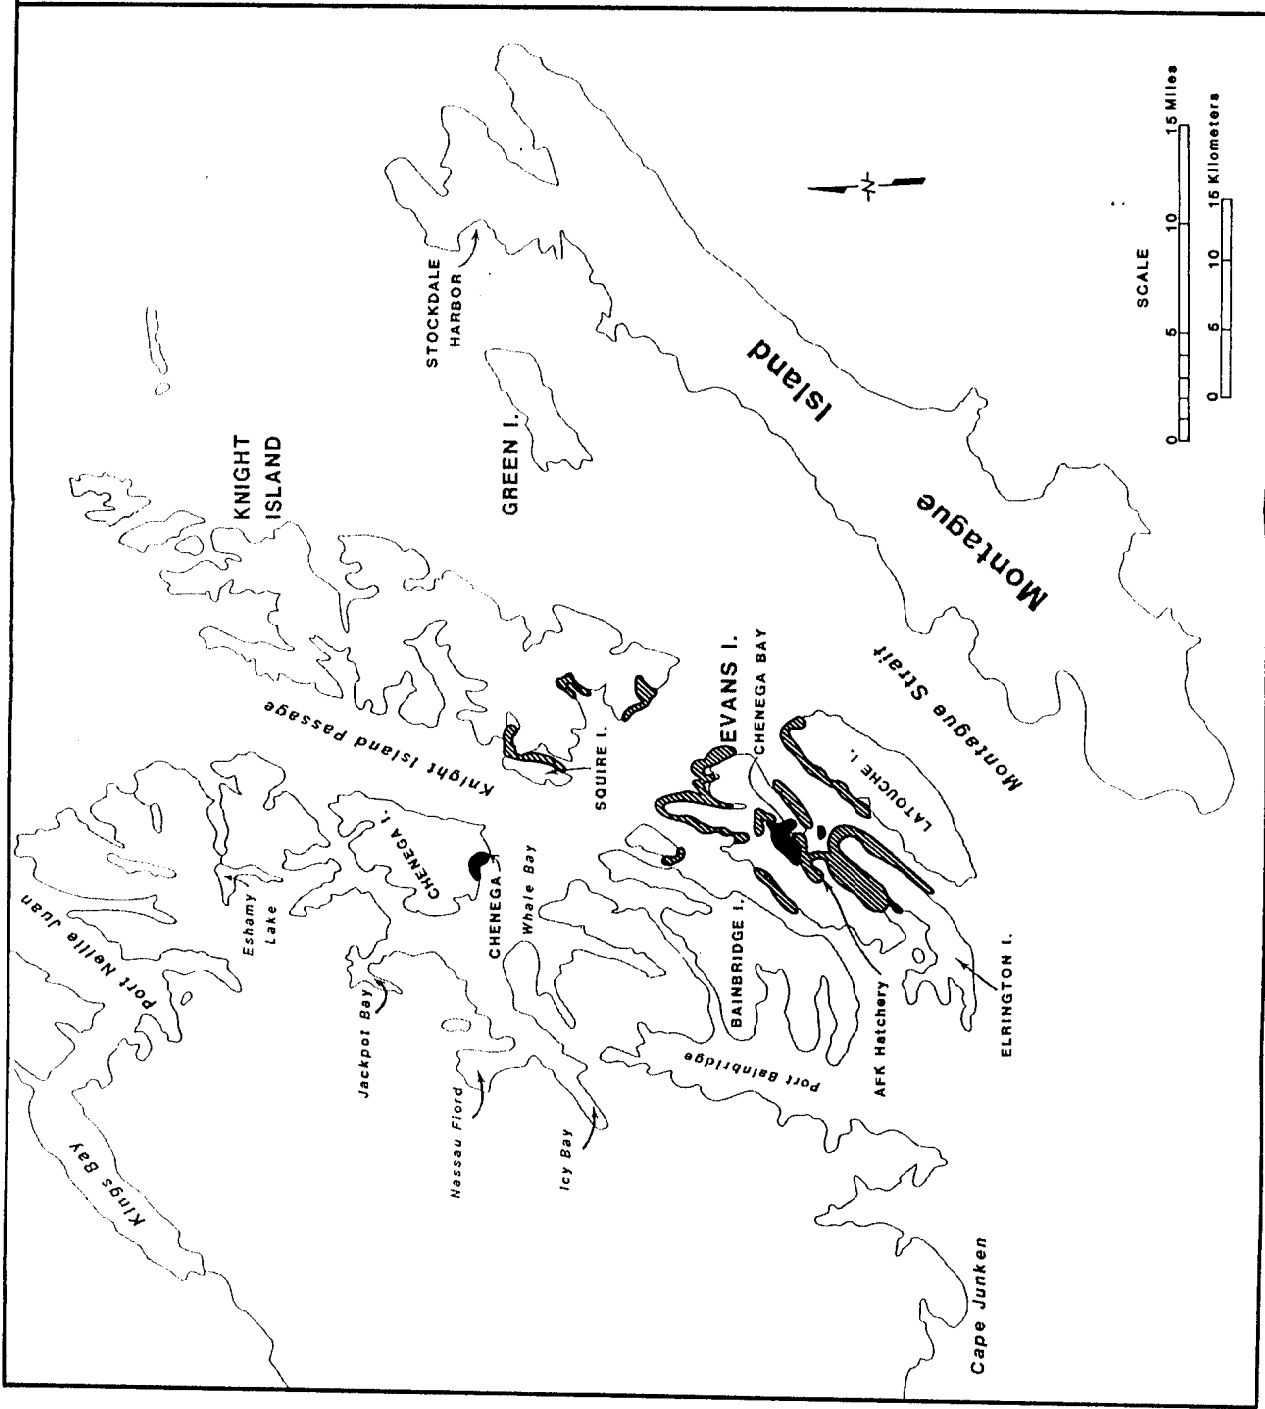 Kings Bay
Port Nellie Juan
Eshamy
Lake
Jackpot Bay
Nassau Fiord
Icy Bay
CHENEGA I.
CHENEGA
Whale Bay
Knight Island Passage
KNIGHT
ISLAND
SQUIRE I.
GREEN I.
STOCKDALE
HARBOR
EVANS I.
CHENEGA BAY
BAINBRIDGE I.
Port Bainbridge
AFK Hatchery
ELRINGTON I.
LATOUCHE I.
Montague Strait
Montague
Island
Cape Junken
N
SCALE
0 5 10 15 Miles
0 5 10 15 Kilometers